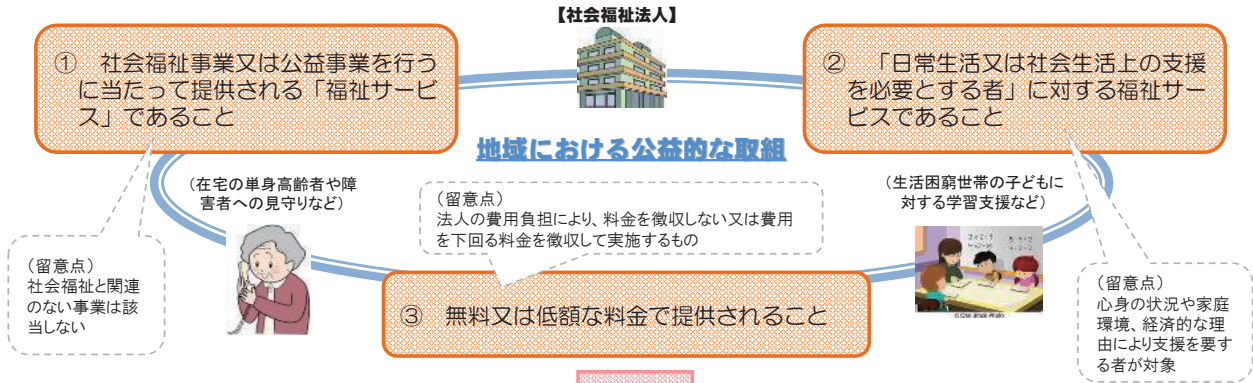 【社会福祉法人】
① 社会福祉事業又は公益事業を行う
に当たって提供される「福祉サービ
ス」であること
② 「日常生活又は社会生活上の支援
を必要とする者」に対する福祉サー
ビスであること
地域における公益的な取組
(在宅の単身高齢者や障
害者への見守りなど)
(留意点)
法人の費用負担により、料金を徴収しない又は費用
を下回る料金を徴収して実施するもの
(生活困窮世帯の子どもに
対する学習支援など)
(留意点)
社会福祉と関連
のない事業は該
当しない
③ 無料又は低額な料金で提供されること
(留意点)
心身の状況や家庭
環境、経済的な理
由により支援を要す
る者が対象